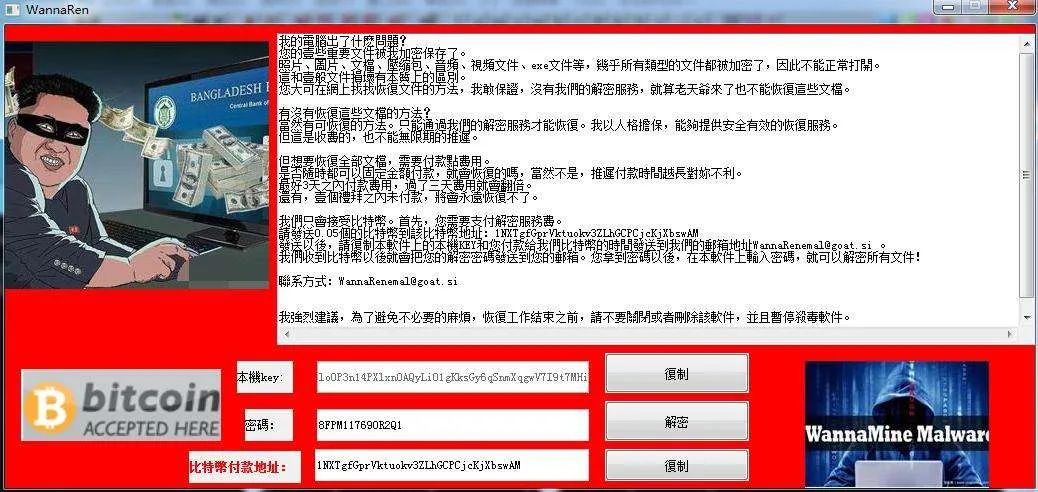 WannaRen
我的電腦出了什麽問題？
您的壹些重要文件被我加密保存了。
照片、圖片、文檔、壓縮包、音頻、視頻文件、exe文件等，幾乎所有類型的文件都被加密了，因此不能正常打開。
這和壹般文件損壞有本質上的區別。
您大可在網上找找恢復文件的方法，我敢保證，沒有我們的解密服務，就算老天爺來了也不能恢復這些文檔。
有沒有恢復這些文檔的方法？
當然有可恢復的方法。只能通過我們的解密服務才能恢復。我以人格擔保，能夠提供安全有效的恢復服務。
但這是收費的，也不能無限期的推遲。
但想要恢復全部文檔，需要付款點費用。
是否隨時都可以固定金額付款，就會恢復的嗎，當然不是，推遲付款時間越長對妳不利。
最好3天之內付款費用，過了三天費用就會翻倍。
還有，壹個禮拜之內未付款，將會永遠恢復不了。
我們只會接受比特幣。首先，您需要支付解密服務費。
請發送0.05個的比特幣到該比特幣地址：1NXTgfGprVktuokv3ZLhGCPCjcKjXbswAM
發送以後，請復制本軟件上的本機KEY和您付款給我們比特幣的時間發送到我們的郵箱地址WannaRenemal@goat.si 。
我們收到比特幣以後就會把您的解密密碼發送到您的郵箱。您拿到密碼以後，在本軟件上輸入密碼，就可以解密所有文件！
聯系方式：WannaRenemal@goat.si
我強烈建議，為了避免不必要的麻煩，恢復工作結束之前，請不要關閉或者刪除該軟件，並且暫停殺毒軟件。
BANGLADESH
Central Bank of
bitcoin
ACCEPTED HERE
本機key:
復制
密碼：
8FPM117690R2Q1
解密
比特幣付款地址：
1NXTgfGprVktuokv3ZLhGCPCjcKjXbswAM
復制
WannaMine Malware